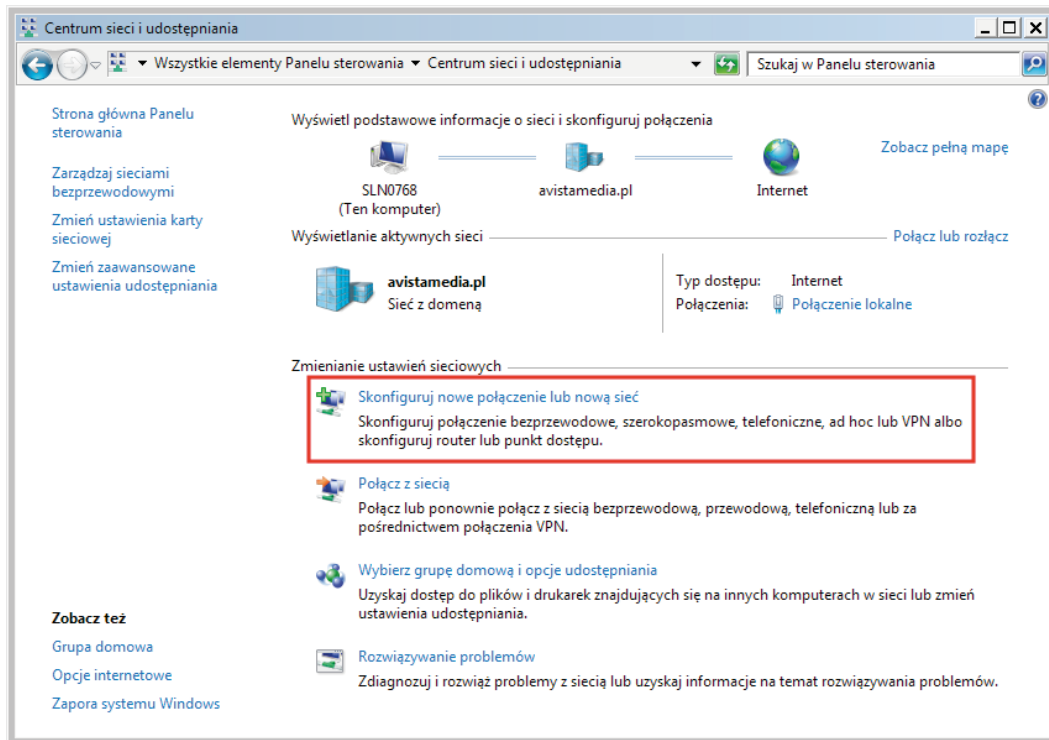 Centrum sieci i udostępniania
Wszystkie elementy Panelu sterowania
Centrum sieci i udostępniania
Szukaj w Panelu sterowania
Strona główna Panelu
sterowania
Zarządzaj sieciami
bezprzewodowymi
Zmień ustawienia karty
sieciowej
Zmień zaawansowane
ustawienia udostępniania
Wyświetl podstawowe informacje o sieci i skonfiguruj połączenia
Zobacz pełną mapę
SLN0768
(Ten komputer)
avistamedia.pl
Internet
Wyświetlanie aktywnych sieci
Połącz lub rozłącz
avistamedia.pl
Sieć z domeną
Typ dostępu: Internet
Połączenia: Połączenie lokalne
Zmienianie ustawień sieciowych
Skonfiguruj nowe połączenie lub nową sieć
Skonfiguruj połączenie bezprzewodowe, szerokopasmowe, telefoniczne, ad hoc lub VPN albo
skonfiguruj router lub punkt dostępu.
Połącz z siecią
Połącz lub ponownie połącz z siecią bezprzewodową, przewodową, telefoniczną lub za
pośrednictwem połączenia VPN.
Wybierz grupę domową i opcje udostępniania
Uzyskaj dostęp do plików i drukarek znajdujących się na innych komputerach w sieci lub zmień
ustawienia udostępniania.
Rozwiązywanie problemów
Zdiagnozuj i rozwiąż problemy z siecią lub uzyskaj informacje na temat rozwiązywania problemów.
Zobacz też
Grupa domowa
Opcje internetowe
Zapora systemu Windows